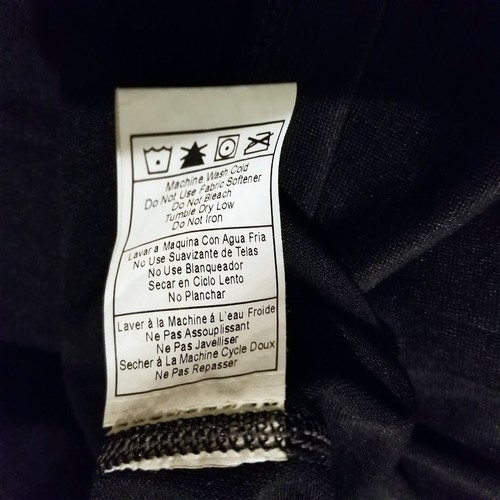 Machine Wash Cold
Do Not Use Fabric Softener
Do Not Bleach
Tumble Dry Low
Do Not Iron
Lavar a Maquina Con Agua Fria
No Use Suavizante de Telas
No Use Blanqueador
Secar en Ciclo Lento
No Planchar
Laver à la Machine à L'eau Froide
Ne Pas Assouplissant
Ne Pas Javelliser
Secher à La Machine Cycle Doux
Ne Pas Repasser